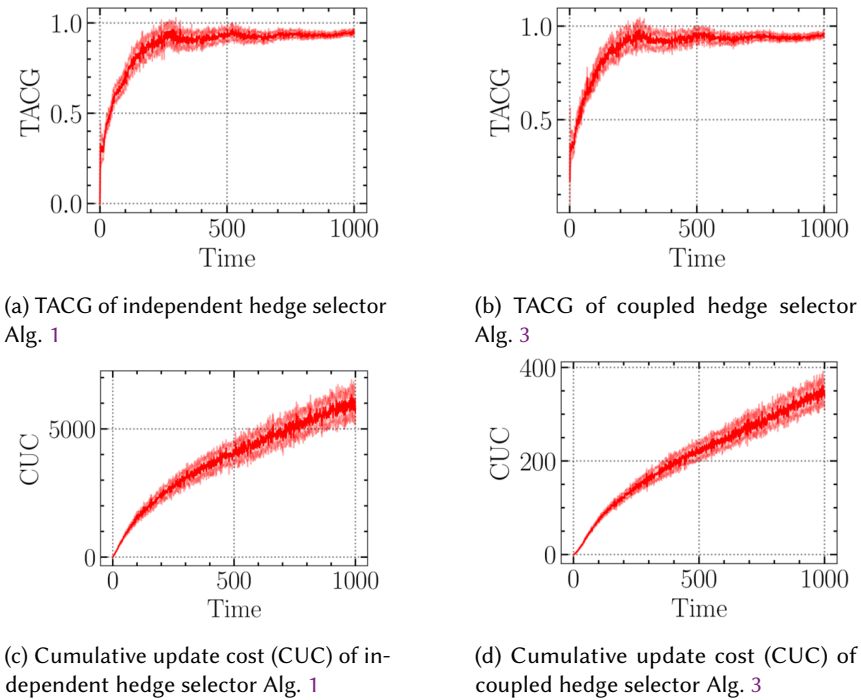 1.0
TACG
0.5
0.0
0
500
1000
Time
(a) TACG of independent hedge selector
Alg. 1
1.0
TACG
0.5
0
500
1000
Time
(b) TACG of coupled hedge selector
Alg. 3
5000
CUC
0
0
500
1000
Time
(c) Cumulative update cost (CUC) of in-
dependent hedge selector Alg. 1
400
CUC
200
0
0
500
1000
Time
(d) Cumulative update cost (CUC) of
coupled hedge selector Alg. 3